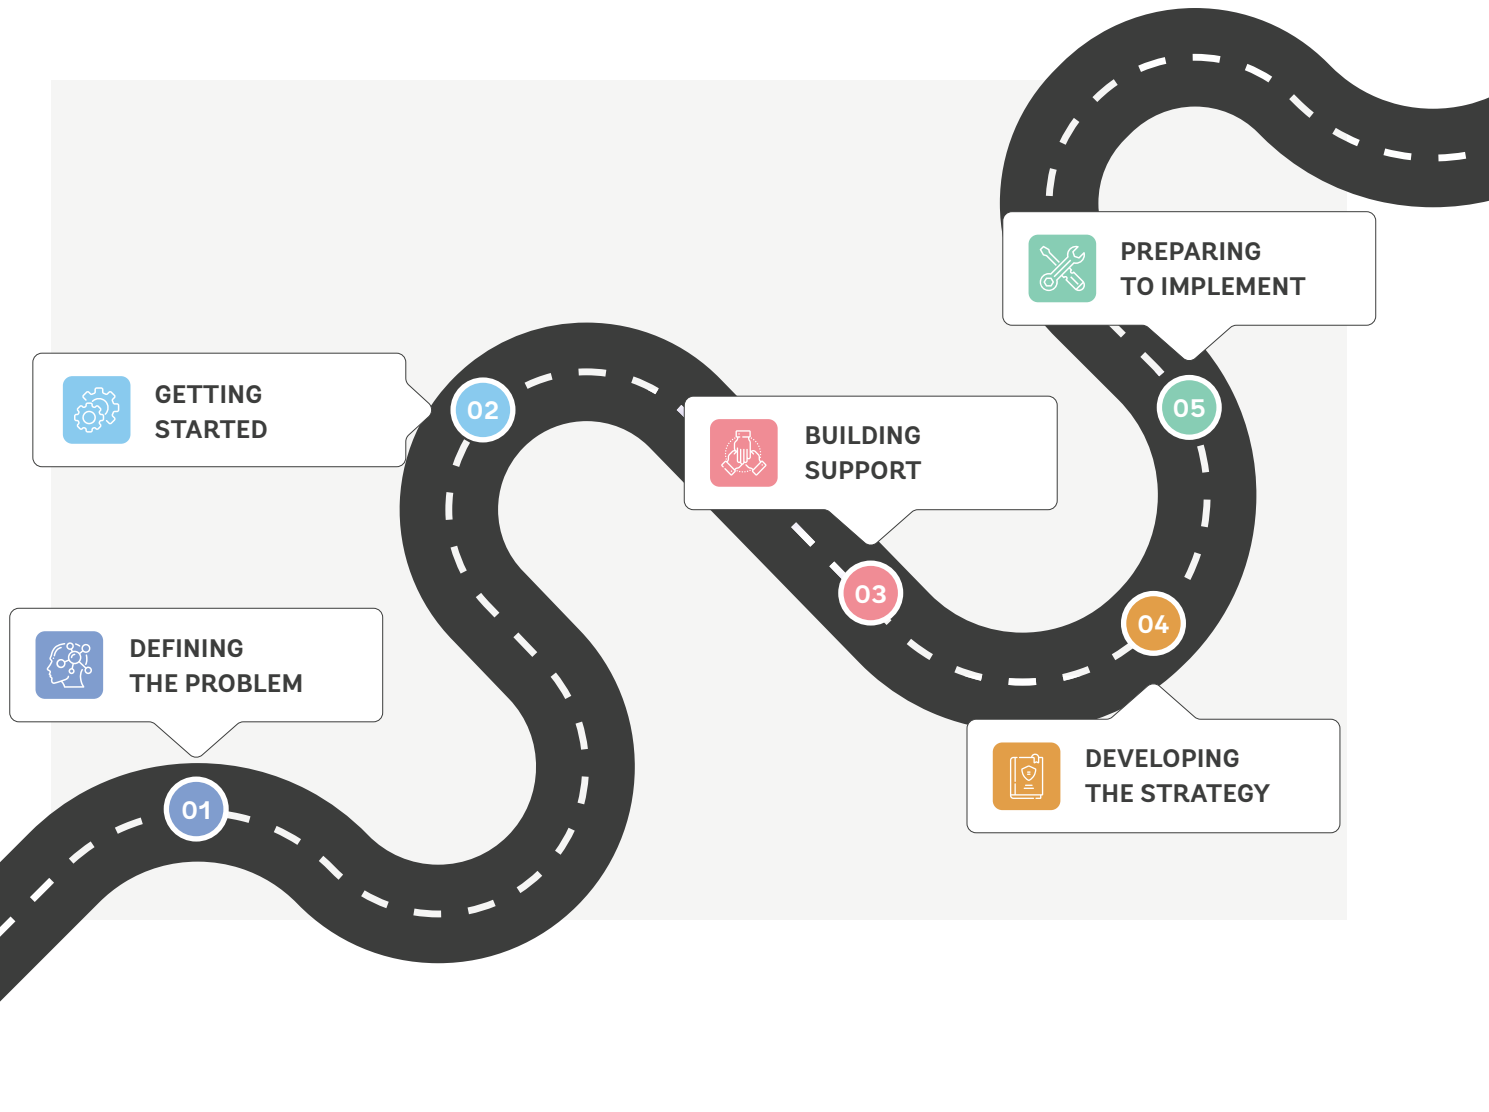 01
DEFINING
THE PROBLEM
02
GETTING
STARTED
03
BUILDING
SUPPORT
04
DEVELOPING
THE STRATEGY
05
PREPARING
TO IMPLEMENT